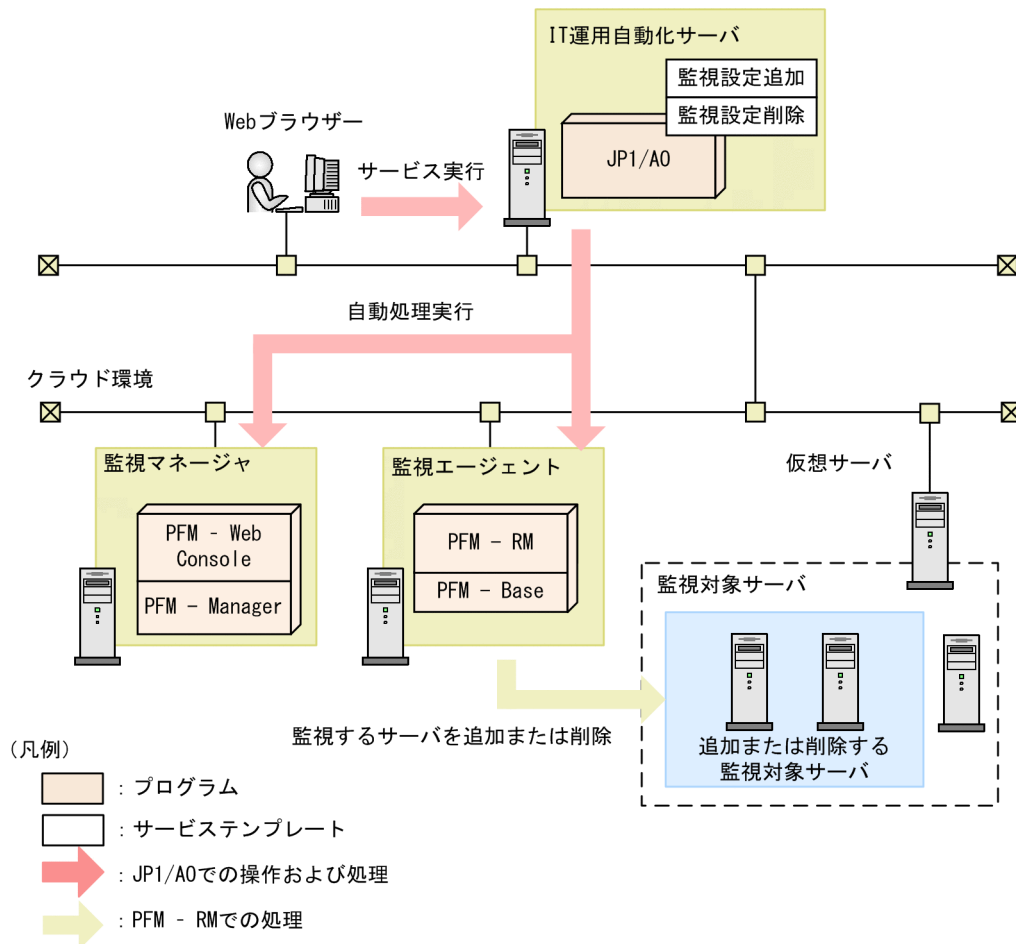 IT運用自動化サーバ
監視設定追加
監視設定削除
JP1/AO
Webブラウザー
サービス実行
自動処理実行
クラウド環境
監視マネージャ
PFM - Web
Console
PFM - Manager
監視エージェント
PFM - RM
PFM - Base
仮想サーバ
監視対象サーバ
追加または削除する
監視対象サーバ
監視するサーバを追加または削除
(凡例)
: プログラム
: サービステンプレート
: JP1/AOでの操作および処理
: PFM - RMでの処理